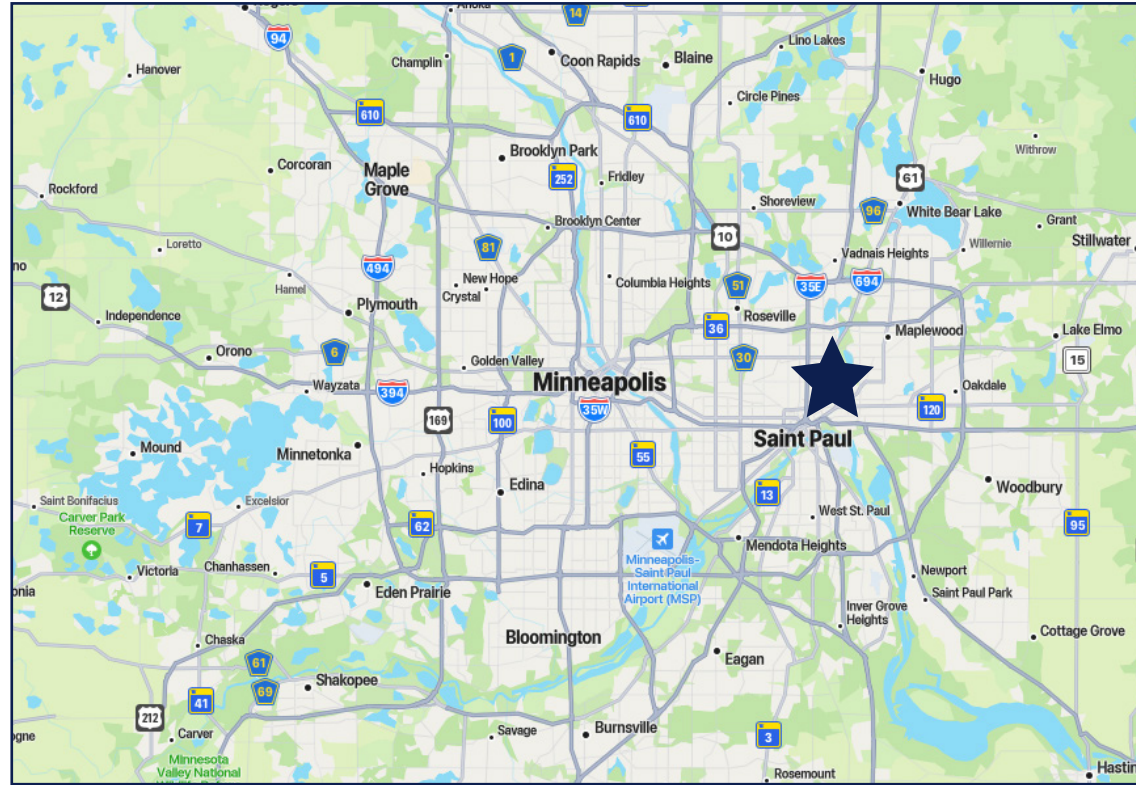 Anoka
14
94
Hanover
Champlin
1
Coon Rapids
Blaine
Lino Lakes
Hugo
Circle Pines
610
610
Withrow
Corcoran
Maple
Grove
Brooklyn Park
252
Fridley
61
Rockford
Shoreview
96
White Bear Lake
Brooklyn Center
Grant
10
Loretto
81
Willernie
Stillwater
Vadnais Heights
494
New Hope
Crystal
Columbia Heights
51
35E
694
Hamel
12
Plymouth
Independence
Roseville
36
Maplewood
Lake Elmo
Orono
6
Golden Valley
30
15
Wayzata
394
Minneapolis
35W
Oakdale
120
169
100
Saint Paul
Mound
Minnetonka
55
Hopkins
Edina
13
Woodbury
Saint Bonifacius
Excelsior
Carver Park
Reserve
7
62
West St. Paul
95
Mendota Heights
Minneapolis-
Saint Paul
International
Airport (MSP)
Victoria
Chanhassen
5
Eden Prairie
Newport
Saint Paul Park
Inver Grove
Heights
Chaska
Bloomington
Cottage Grove
61
Eagan
69
Shakopee
41
212
Carver
Savage
Burnsville
3
Minnesota
Valley National
Rosemount